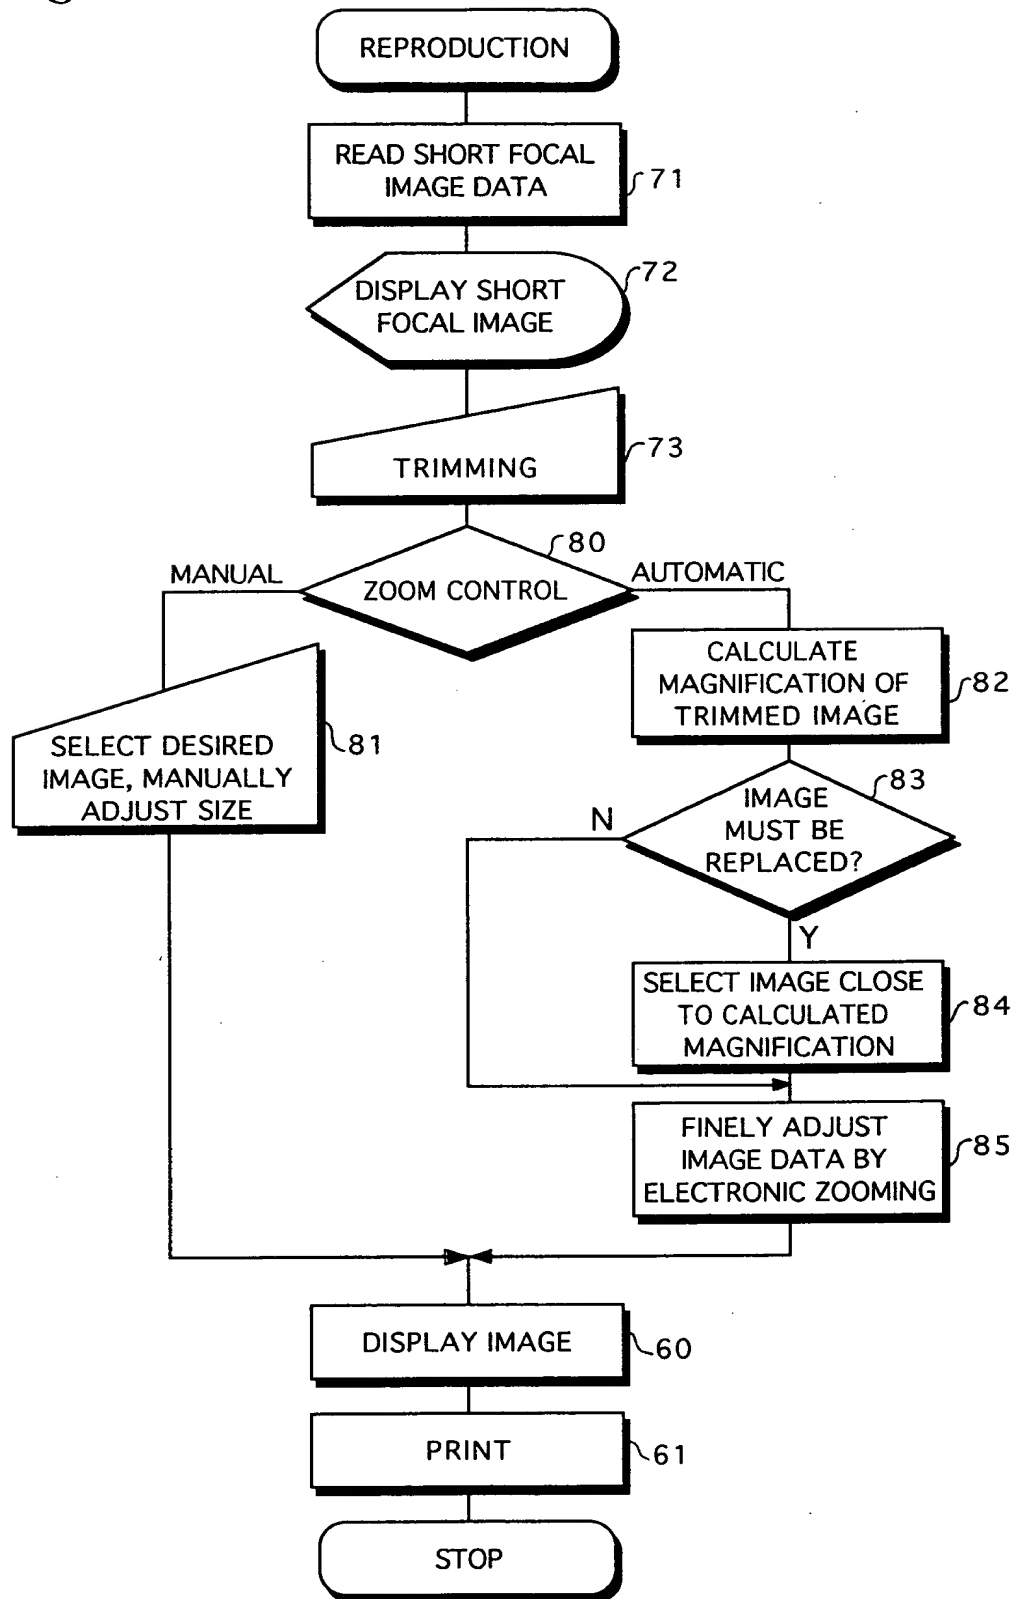 REPRODUCTION
READ SHORT FOCAL
IMAGE DATA
71
DISPLAY SHORT
FOCAL IMAGE
72
TRIMMING
73
ZOOM CONTROL
80
MANUAL
AUTOMATIC
SELECT DESIRED
IMAGE, MANUALLY
ADJUST SIZE
81
CALCULATE
MAGNIFICATION OF
TRIMMED IMAGE
82
IMAGE
MUST BE
REPLACED?
83
N
Y
SELECT IMAGE CLOSE
TO CALCULATED
MAGNIFICATION
84
FINELY ADJUST
IMAGE DATA BY
ELECTRONIC ZOOMING
85
DISPLAY IMAGE
60
PRINT
61
STOP